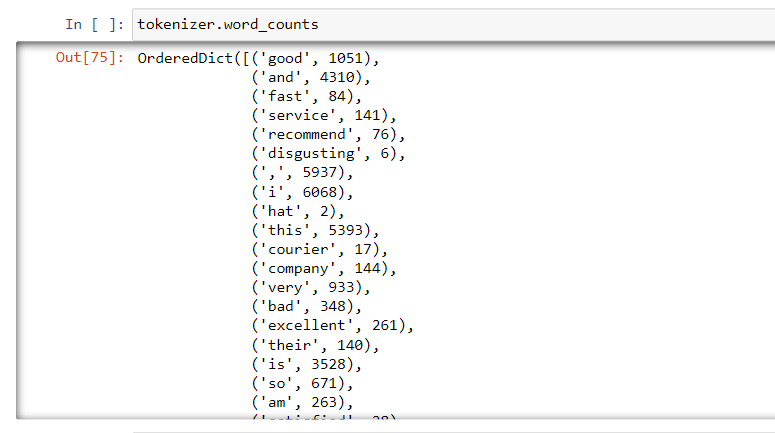 In [ ]: tokenizer.word_counts
Out[75]: OrderedDict([('good', 1051),
('and', 4310),
('fast', 84),
('service', 141),
('recommend', 76),
('disgusting', 6),
(',', 5937),
('i', 6068),
('hat', 2),
('this', 5393),
('courier', 17),
('company', 144),
('very', 933),
('bad', 348),
('excellent', 261),
('their', 140),
('is', 3528),
('so', 671),
('am', 263),